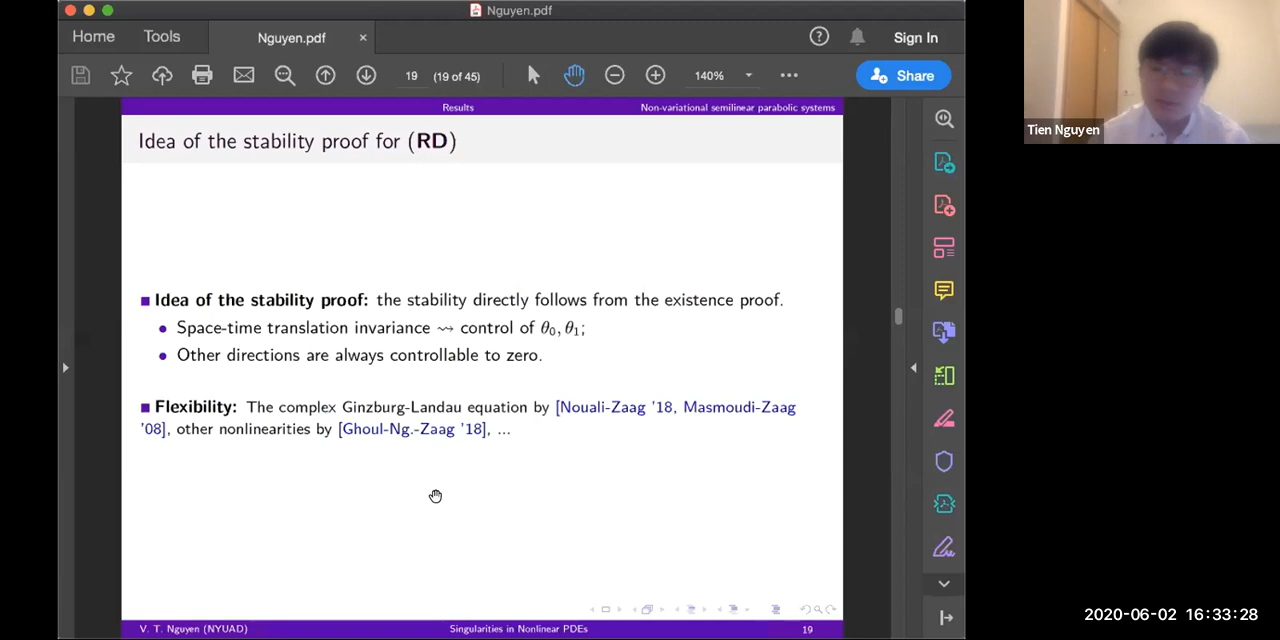 Nguyen.pdf
Home Tools Nguyen.pdf × Sign In
19 (19 of 45) 140% Share
Results Non-variational semilinear parabolic systems
Idea of the stability proof for (RD)
Idea of the stability proof: the stability directly follows from the existence proof.
Space-time translation invariance ⇝ control of θ₀, θ₁;
Other directions are always controllable to zero.
Flexibility: The complex Ginzburg-Landau equation by [Nouali-Zaag '18, Masmoudi-Zaag
'08], other nonlinearities by [Ghoul-Ng.-Zaag '18], ...
V. T. Nguyen (NYUAD) Singularities in Nonlinear PDEs 19
Tien Nguyen
2020-06-02 16:33:28